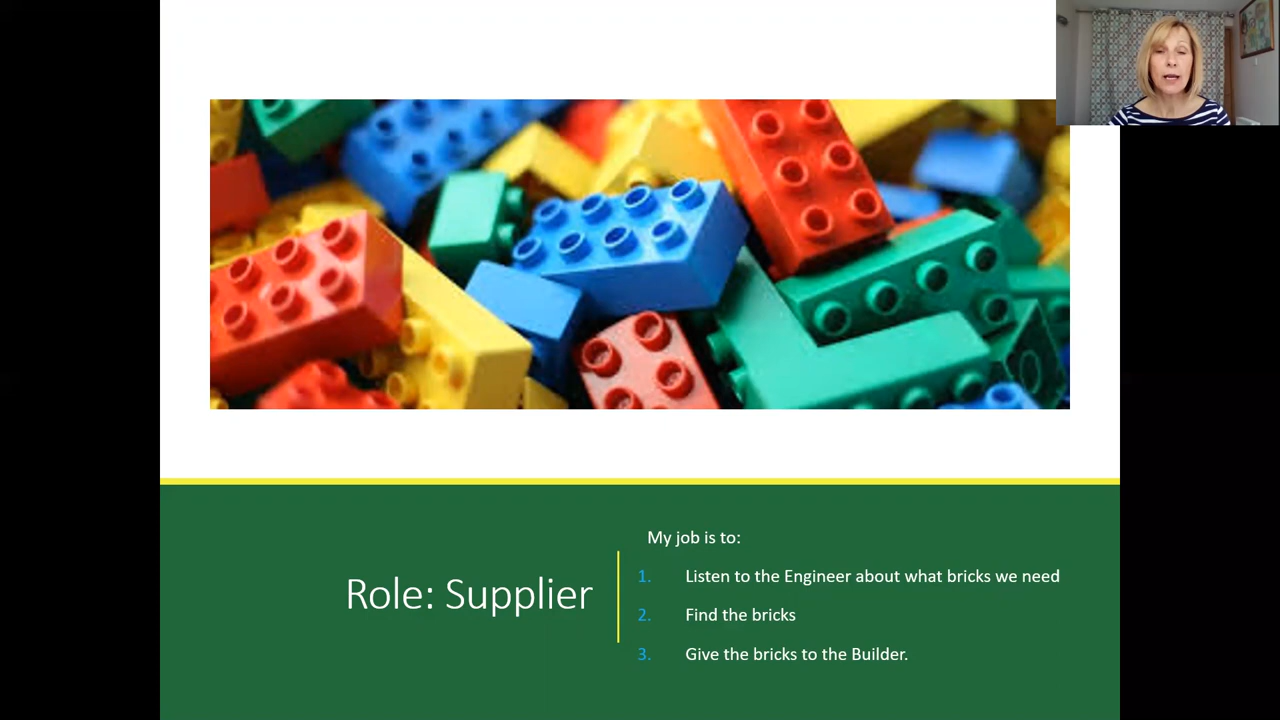 Role: Supplier
My job is to:
1. Listen to the Engineer about what bricks we need
2. Find the bricks
3. Give the bricks to the Builder.